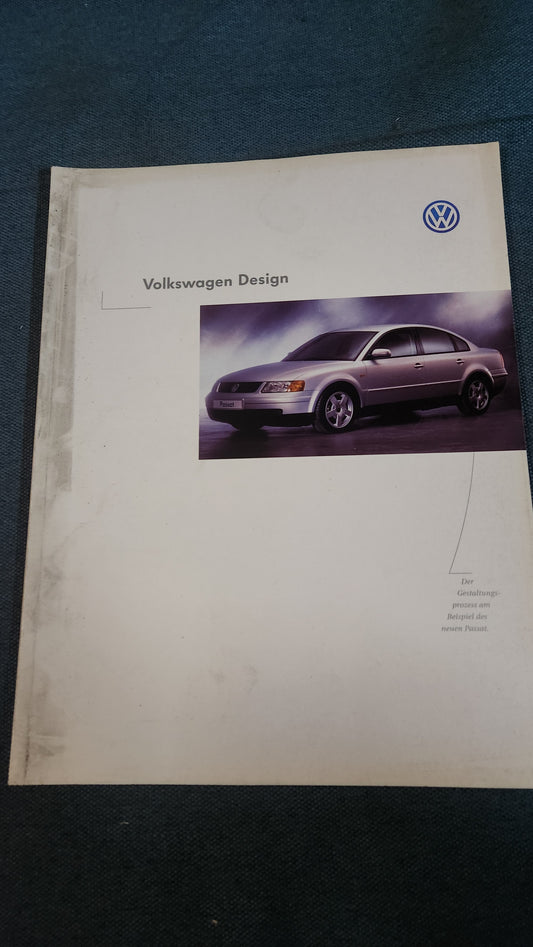 VW
Volkswagen Design
Passat
Der
Gestaltungs-
prozess am
Beispiel des
neuen Passat.